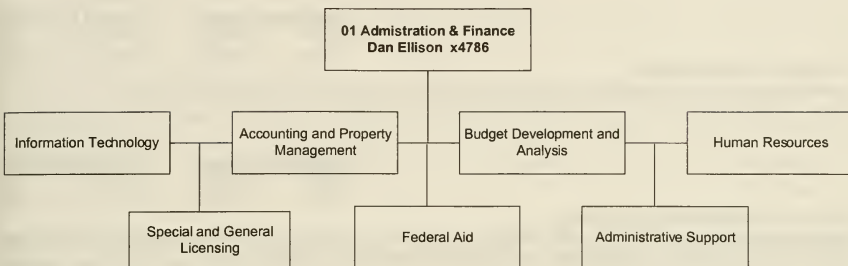 01 Admistration & Finance
Dan Ellison x4786
Information Technology
Accounting and Property
Management
Budget Development and
Analysis
Human Resources
Special and General
Licensing
Federal Aid
Administrative Support